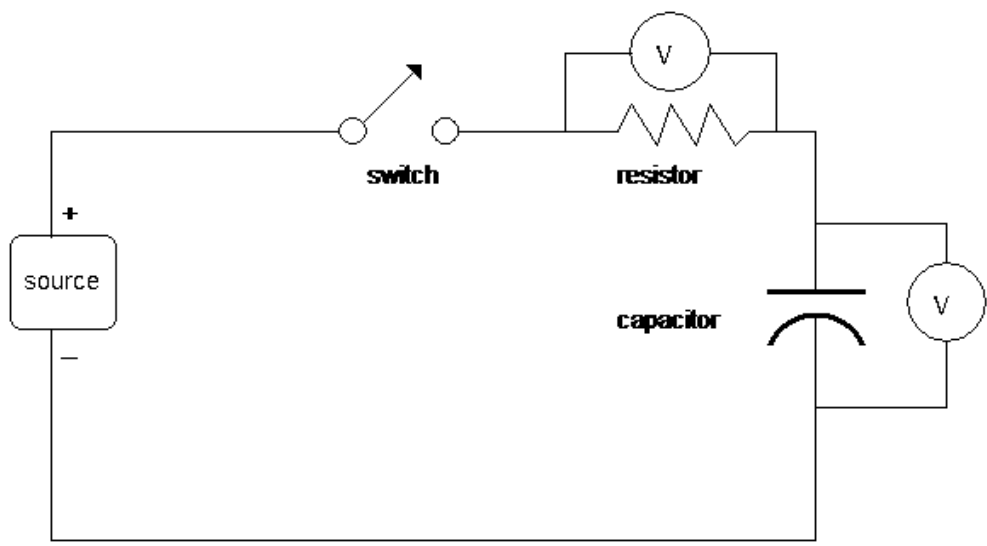 V
switch
resistor
+
source
V
capacitor
–